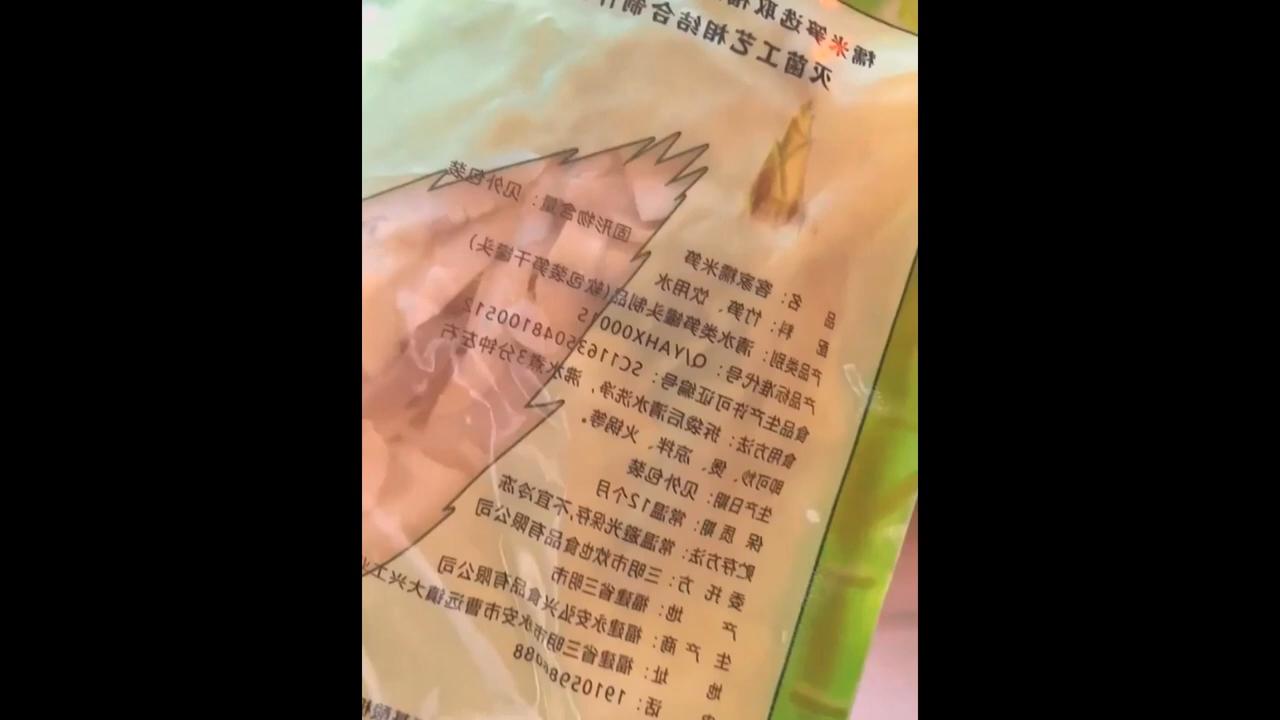 糯米笋选取福
灭菌工艺相结合制作
品 名：客家糯米笋
固形物含量：见外包装
配 料：竹笋、饮用水
产品类别：清水类笋罐头制品(软包装笋干罐头)
产品标准代号：Q/YAHX0001S
食品生产许可证编号：SC11635048100512
食用方法：拆袋后清水洗净，沸水煮3分钟左右
即可炒、煲、凉拌、火锅等。
生产日期：见外包装
保 质 期：常温12个月
贮存方法：常温避光保存,不宜冷冻
委 托 方：三明市炊也食品有限公司
产 地：福建省三明市
生 产 商：福建永安弘兴食品有限公司
地 址：福建省三明市永安市曹远镇大兴工业
话：1910598
088